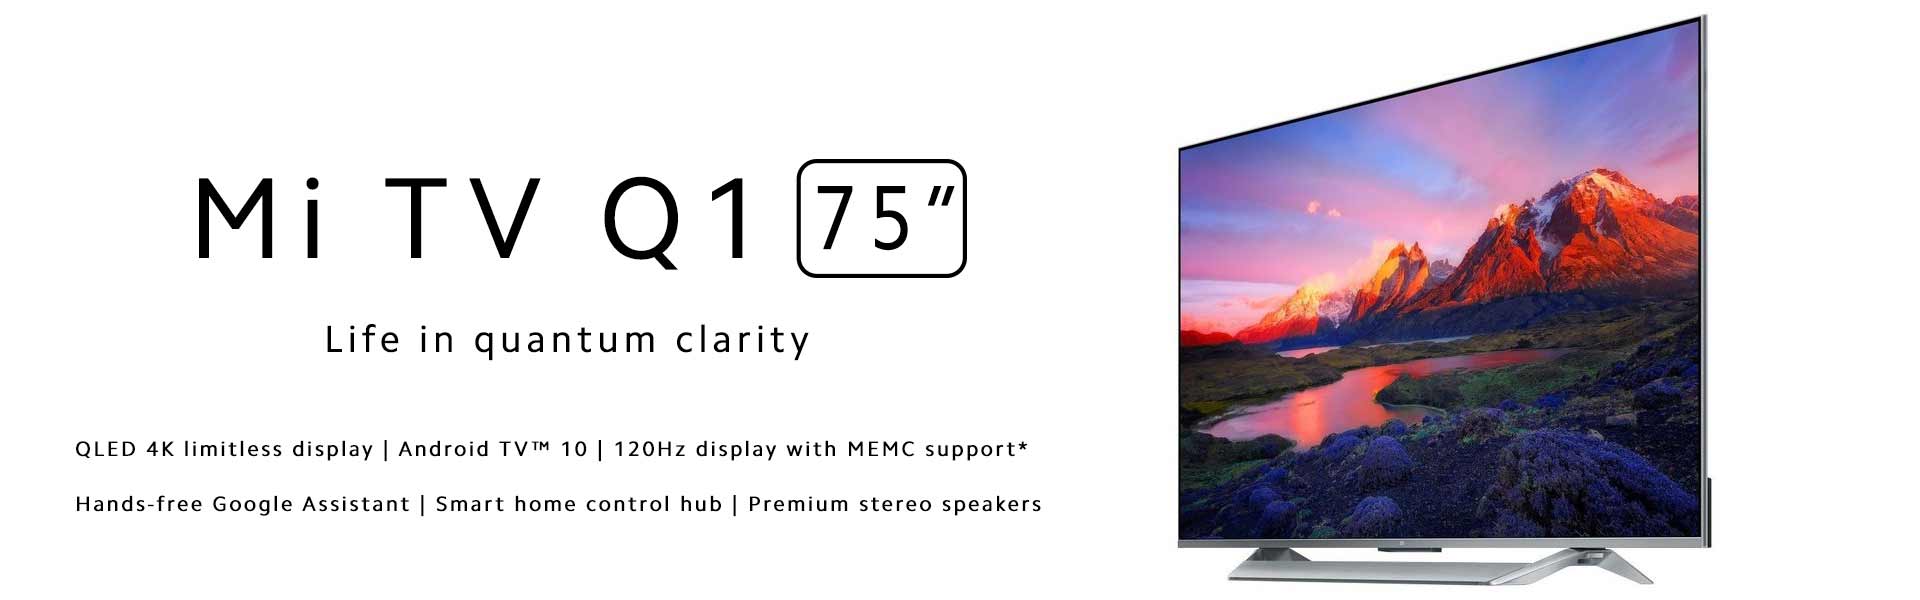 Mi TV Q1 75″
Life in quantum clarity
QLED 4K limitless display | Android TV™ 10 | 120Hz display with MEMC support*
Hands-free Google Assistant | Smart home control hub | Premium stereo speakers